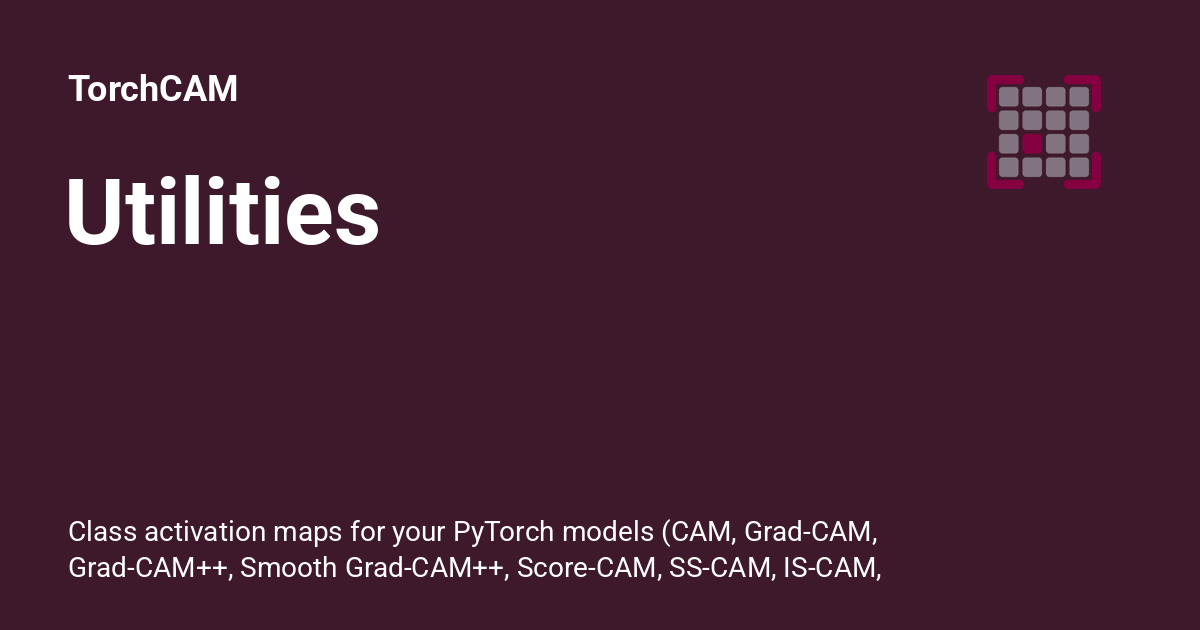 TorchCAM
Utilities
Class activation maps for your PyTorch models (CAM, Grad-CAM,
Grad-CAM++, Smooth Grad-CAM++, Score-CAM, SS-CAM, IS-CAM,